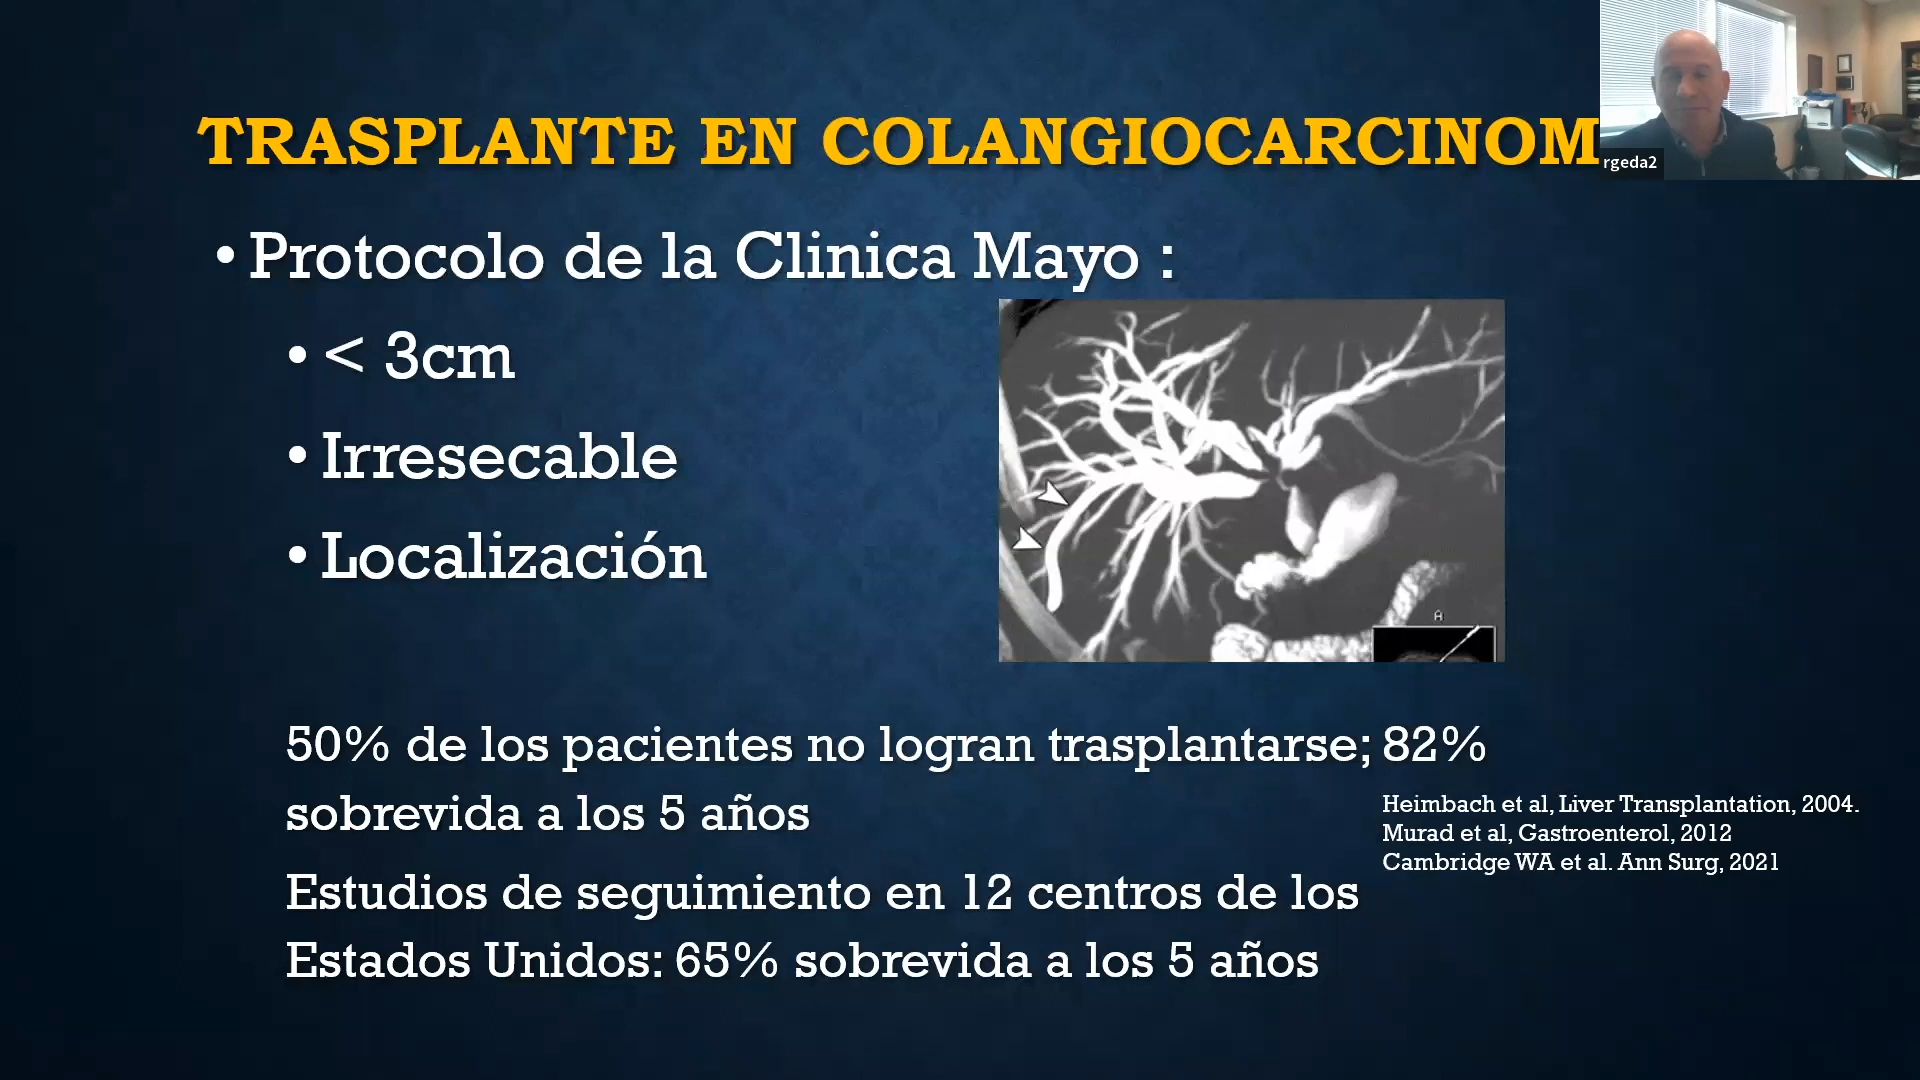 TRASPLANTE EN COLANGIOCARCINOM
rgeda2
• Protocolo de la Clinica Mayo :
• < 3cm
• Irresecable
• Localización
A
50% de los pacientes no logran trasplantarse; 82%
sobrevida a los 5 años
Estudios de seguimiento en 12 centros de los
Estados Unidos: 65% sobrevida a los 5 años
Heimbach et al, Liver Transplantation, 2004.
Murad et al, Gastroenterol, 2012
Cambridge WA et al. Ann Surg, 2021